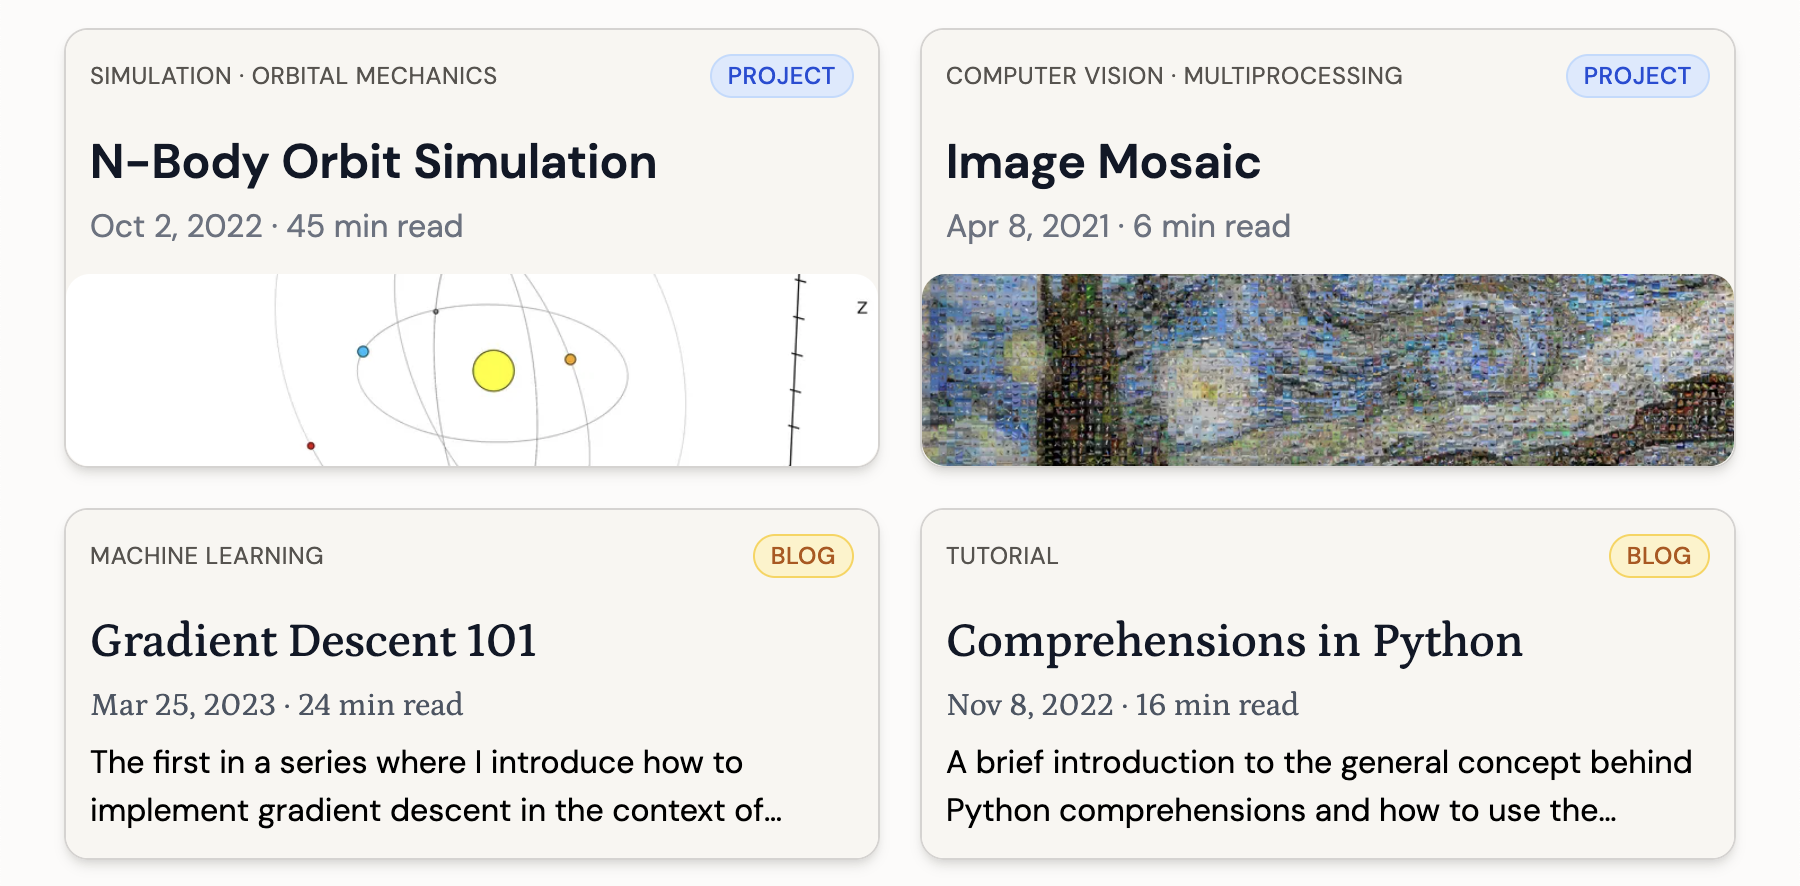 SIMULATION · ORBITAL MECHANICS
PROJECT
N-Body Orbit Simulation
Oct 2, 2022 · 45 min read
z
COMPUTER VISION · MULTIPROCESSING
PROJECT
Image Mosaic
Apr 8, 2021 · 6 min read
MACHINE LEARNING
BLOG
Gradient Descent 101
Mar 25, 2023 · 24 min read
The first in a series where I introduce how to
implement gradient descent in the context of...
TUTORIAL
BLOG
Comprehensions in Python
Nov 8, 2022 · 16 min read
A brief introduction to the general concept behind
Python comprehensions and how to use the...